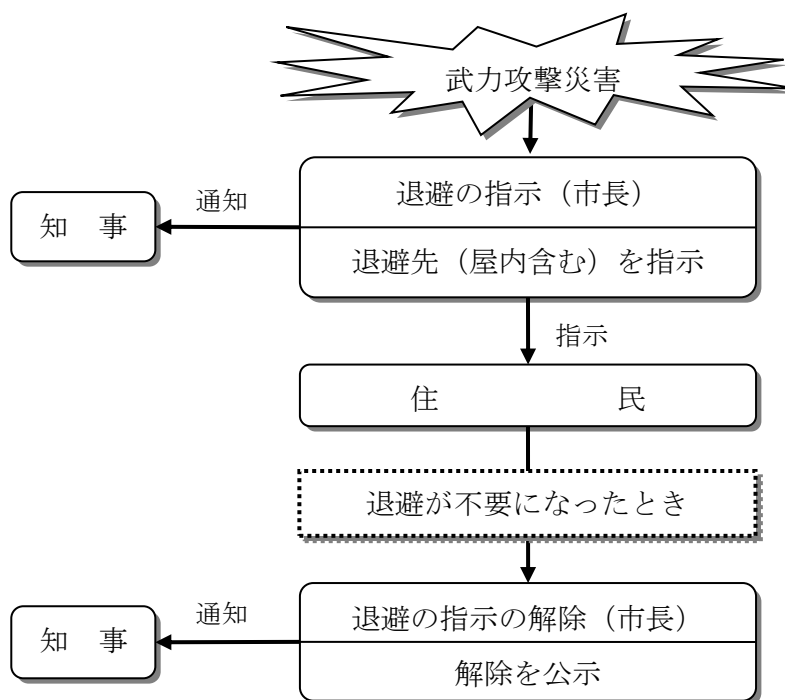 武力攻撃災害
退避の指示（市長）
通知
知　事
退避先（屋内含む）を指示
指示
住　　　　　民
退避が不要になったとき
退避の指示の解除（市長）
通知
知　事
解除を公示